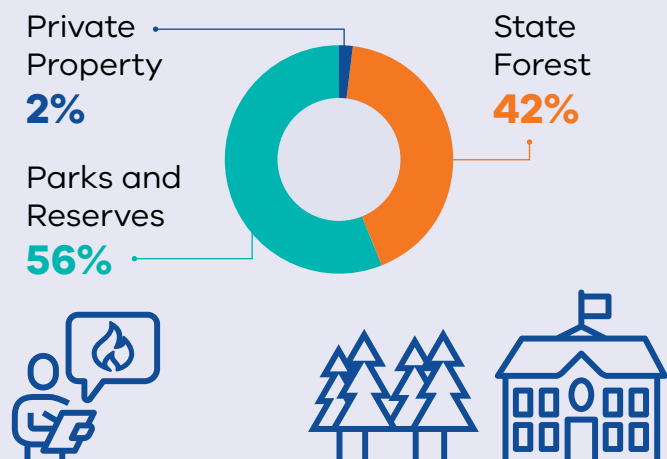 Private
Property
2%
State
Forest
42%
Parks and
Reserves
56%